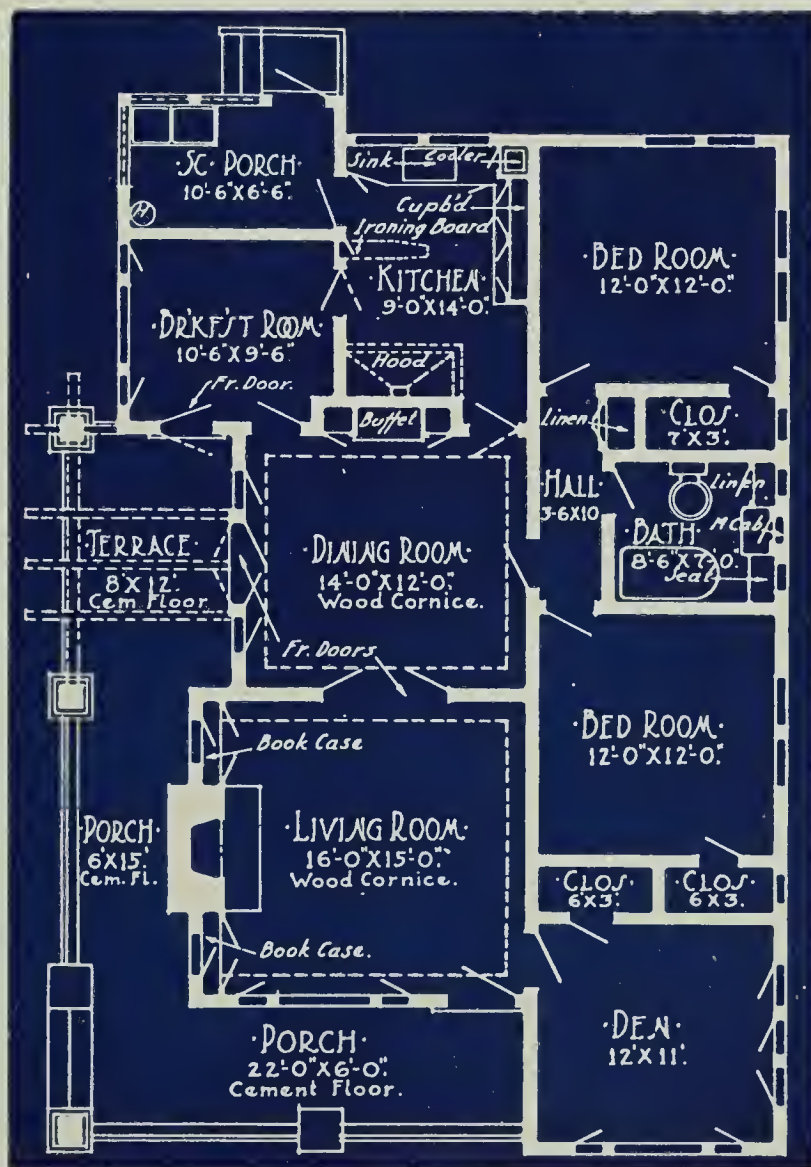 ·SC· PORCH·
10'-6"X6'-6".
Sink
Cooler
Cupb'd
Ironing Board
H
·KITCHEN·
9'-0"X14'-0".
·BED ROOM·
12'-0"X12'-0".
·BR'KF'ST ROOM·
10'-6"X9'-6".
Fr. Door.
Hood
Buffet
Linen
·CLOS·
7'X3'.
·HALL·
3-6X10
Linen
M.Cab.
·BATH·
8'-6"X7'-0".
Seat
·TERRACE·
8'X12'.
Cem. Floor
·DINING ROOM·
14'-0"X12'-0".
Wood Cornice.
Fr. Doors
·BED ROOM·
12'-0"X12'-0".
Book Case
·PORCH·
6'X15'.
Cem. Fl.
·LIVING ROOM·
16'-0"X15'-0".
Wood Cornice.
·CLOS·
6'X3'.
·CLOS·
6'X3'.
Book Case.
·DEN·
12'X11'.
·PORCH·
22'-0"X6'-0".
Cement Floor.